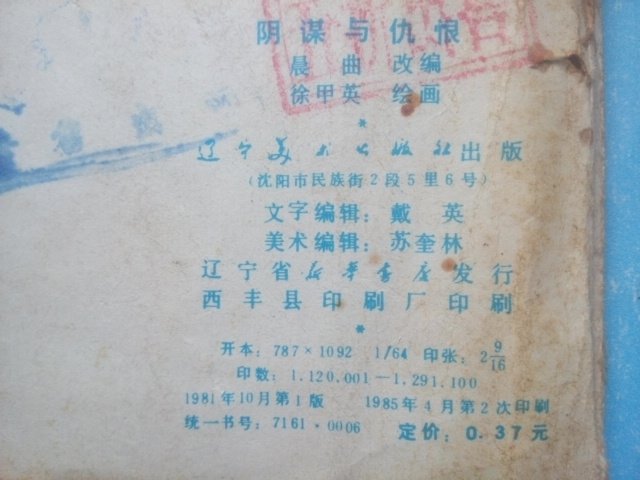 阴谋与仇恨
晨曲 改编
徐甲英 绘画
*
辽宁美术出版社出版
(沈阳市民族街2段5里6号)
文字编辑:戴英
美术编辑:苏奎林
辽宁省新华书店发行
西丰县印刷厂印刷
*
开本:787×1092 1/64 印张:2 9/16
印数:1.120.001—1.291.100
1981年10月第1版 1985年4月第2次印刷
统一书号:7161·0006 定价:0.37元